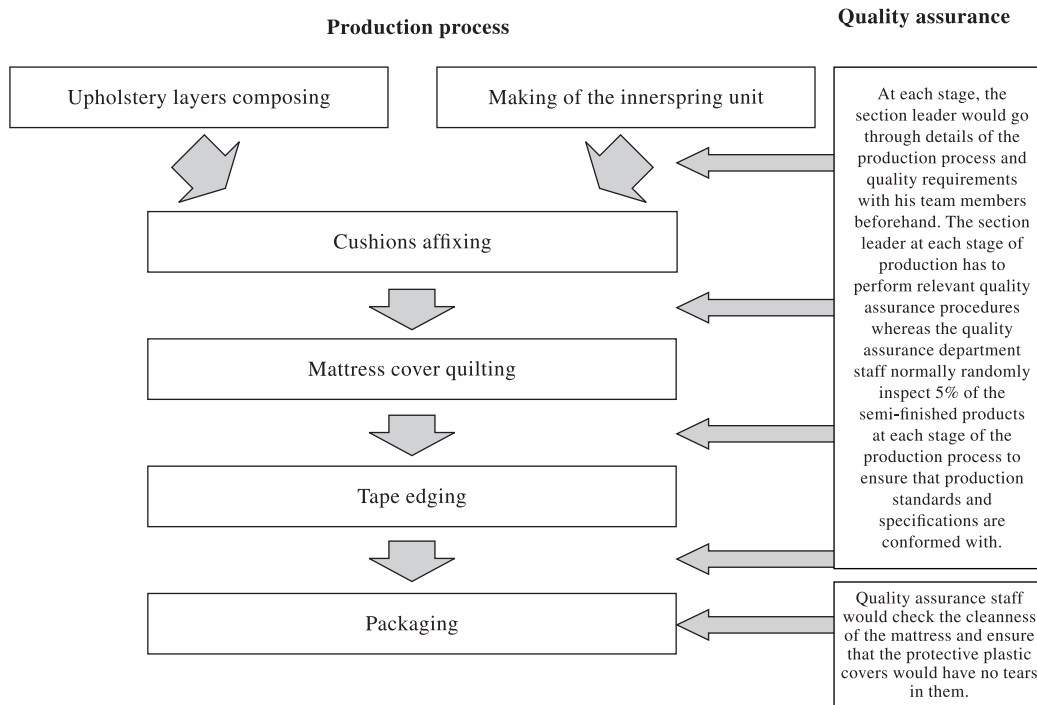 Production process
Quality assurance
Upholstery layers composing
Making of the innerspring unit
Cushions affixing
Mattress cover quilting
Tape edging
Packaging
At each stage, the
section leader would go
through details of the
production process and
quality requirements
with his team members
beforehand. The section
leader at each stage of
production has to
perform relevant quality
assurance procedures
whereas the quality
assurance department
staff normally randomly
inspect 5% of the
semi-finished products
at each stage of the
production process to
ensure that production
standards and
specifications are
conformed with.
Quality assurance staff
would check the cleanness
of the mattress and ensure
that the protective plastic
covers would have no tears
in them.